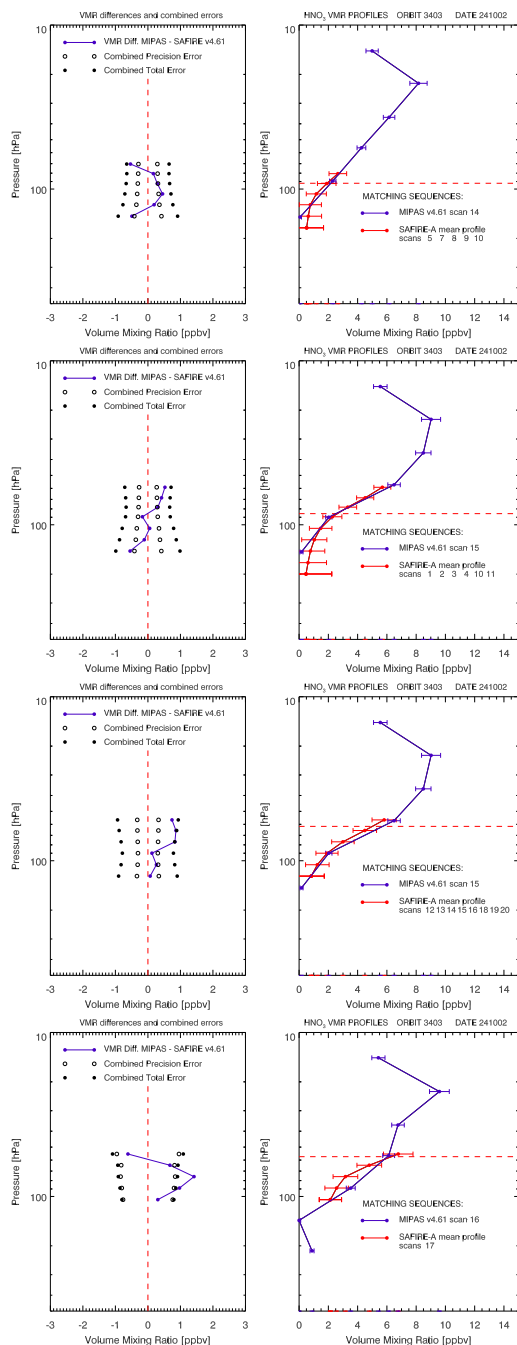 VMR differences and combined errors
VMR Diff. MIPAS - SAFIRE v4.61
Combined Precision Error
Combined Total Error
10
100
Pressure [hPa]
-3 -2 -1 0 1 2 3
Volume Mixing Ratio [ppbv]
HNO3 VMR PROFILES ORBIT 3403 DATE 241002
10
100
Pressure [hPa]
MATCHING SEQUENCES:
MIPAS v4.61 scan 14
SAFIRE-A mean profile
scans 5 7 8 9 10
0 2 4 6 8 10 12 14
Volume Mixing Ratio [ppbv]
VMR differences and combined errors
VMR Diff. MIPAS - SAFIRE v4.61
Combined Precision Error
Combined Total Error
10
100
Pressure [hPa]
-3 -2 -1 0 1 2 3
Volume Mixing Ratio [ppbv]
HNO3 VMR PROFILES ORBIT 3403 DATE 241002
10
100
Pressure [hPa]
MATCHING SEQUENCES:
MIPAS v4.61 scan 15
SAFIRE-A mean profile
scans 1 2 3 4 10 11
0 2 4 6 8 10 12 14
Volume Mixing Ratio [ppbv]
VMR differences and combined errors
VMR Diff. MIPAS - SAFIRE v4.61
Combined Precision Error
Combined Total Error
10
100
Pressure [hPa]
-3 -2 -1 0 1 2 3
Volume Mixing Ratio [ppbv]
HNO3 VMR PROFILES ORBIT 3403 DATE 241002
10
100
Pressure [hPa]
MATCHING SEQUENCES:
MIPAS v4.61 scan 15
SAFIRE-A mean profile
scans 12 13 14 15 16 18 19 20
0 2 4 6 8 10 12 14
Volume Mixing Ratio [ppbv]
VMR differences and combined errors
VMR Diff. MIPAS - SAFIRE v4.61
Combined Precision Error
Combined Total Error
10
100
Pressure [hPa]
-3 -2 -1 0 1 2 3
Volume Mixing Ratio [ppbv]
HNO3 VMR PROFILES ORBIT 3403 DATE 241002
10
100
Pressure [hPa]
MATCHING SEQUENCES:
MIPAS v4.61 scan 16
SAFIRE-A mean profile
scans 17
0 2 4 6 8 10 12 14
Volume Mixing Ratio [ppbv]